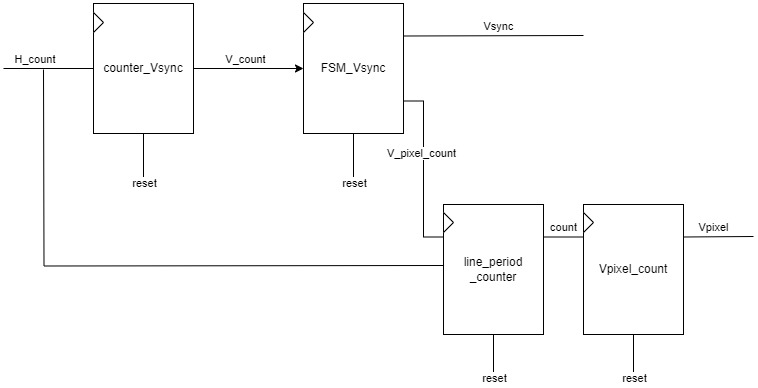 Vsync
H_count
counter_Vsync
V_count
FSM_Vsync
V_pixel_count
reset
reset
count
Vpixel
line_period
_counter
Vpixel_count
reset
reset